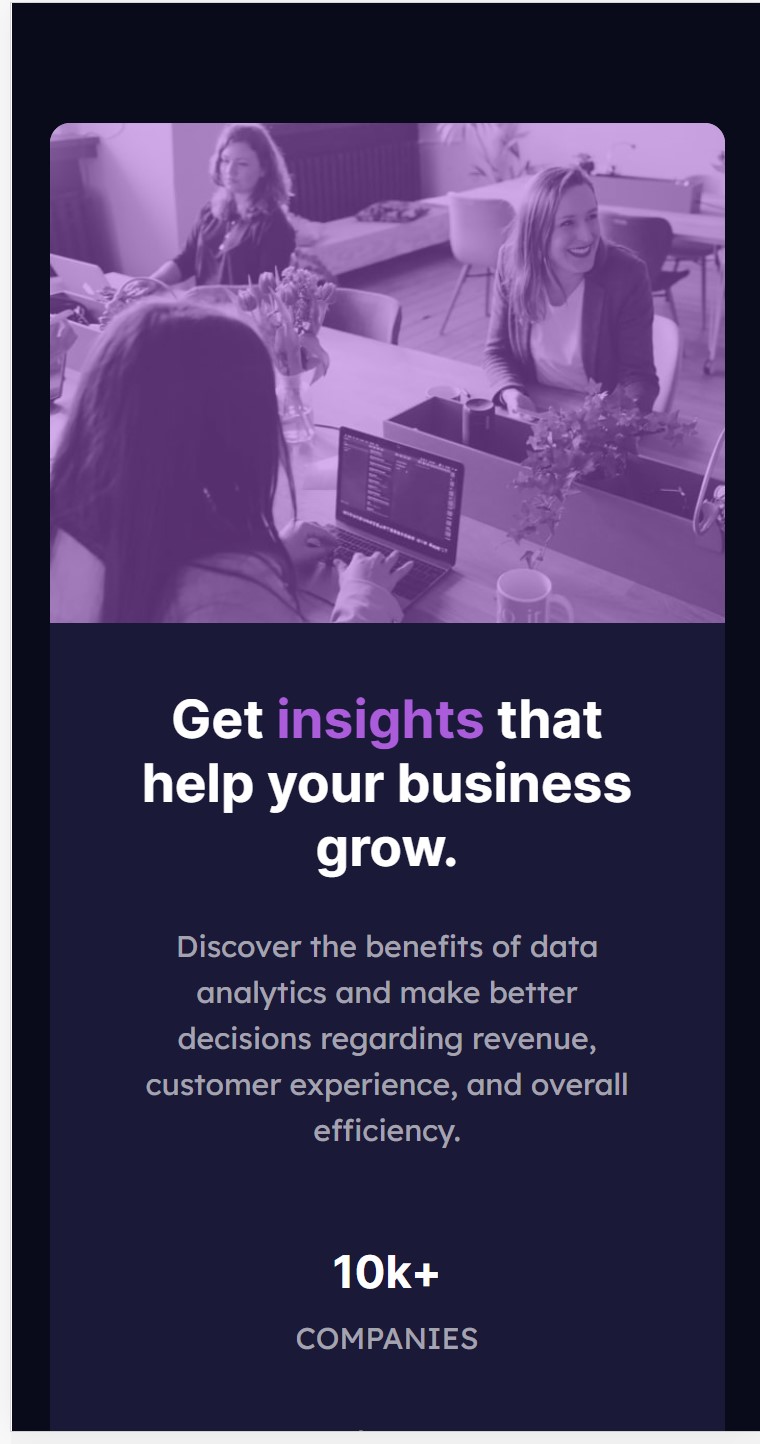 Get insights that
help your business
grow.
Discover the benefits of data
analytics and make better
decisions regarding revenue,
customer experience, and overall
efficiency.
10k+
COMPANIES